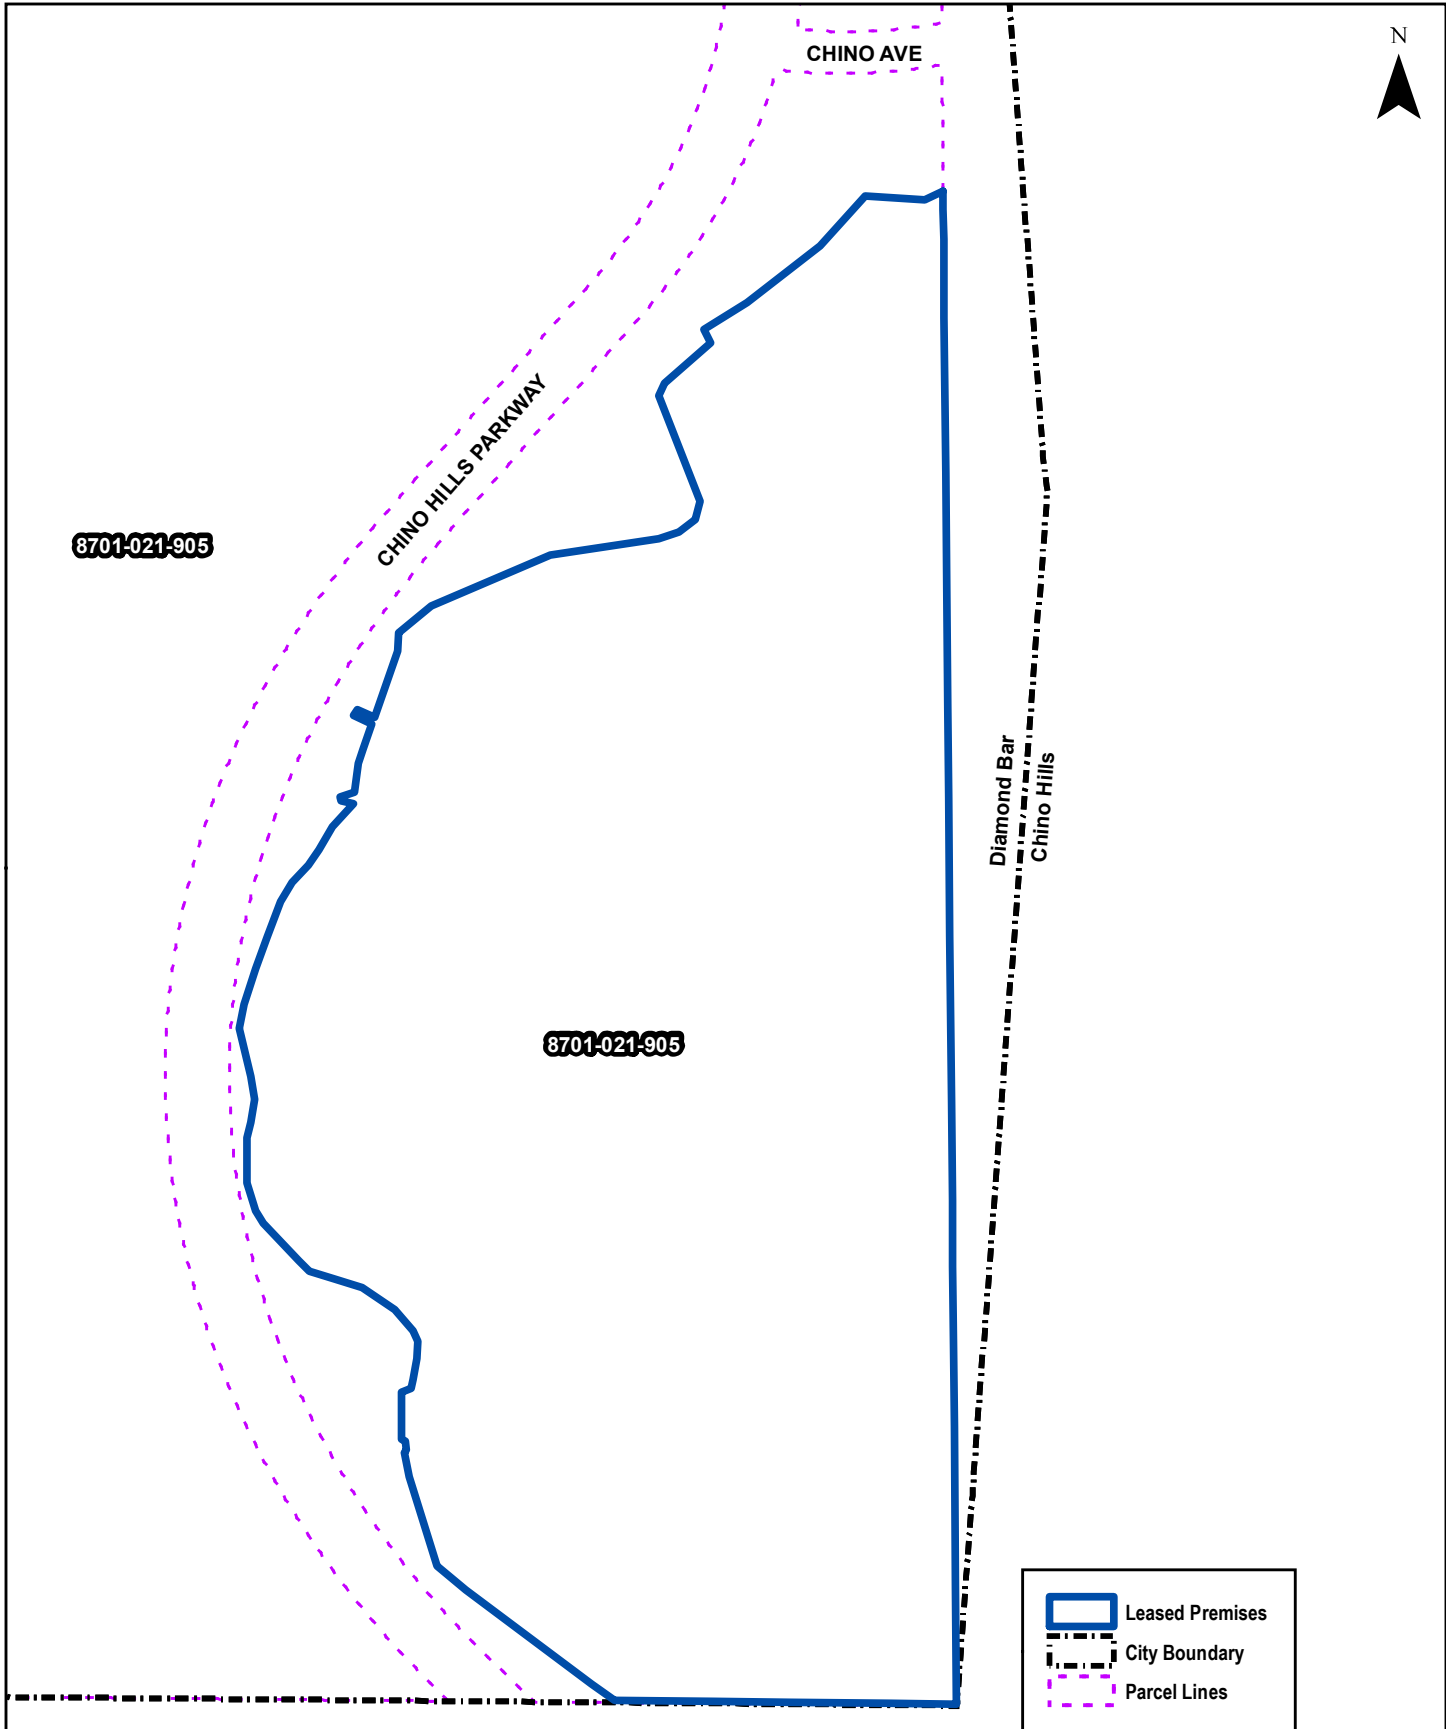 CHINO AVE
N
CHINO HILLS PARKWAY
8701-021-905
Diamond Bar
Chino Hills
8701-021-905
Leased Premises
City Boundary
Parcel Lines